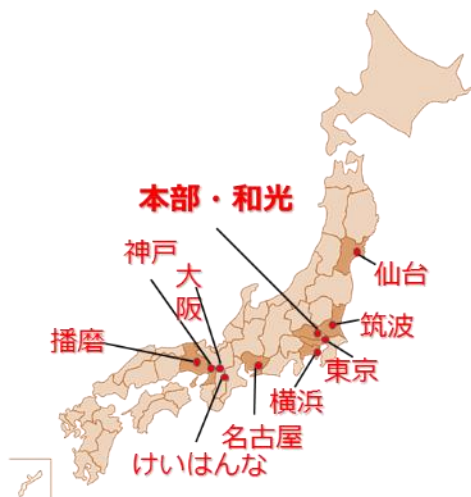 本部・和光
神戸
大
阪
仙台
筑波
播磨
東京
横浜
名古屋
けいはんな